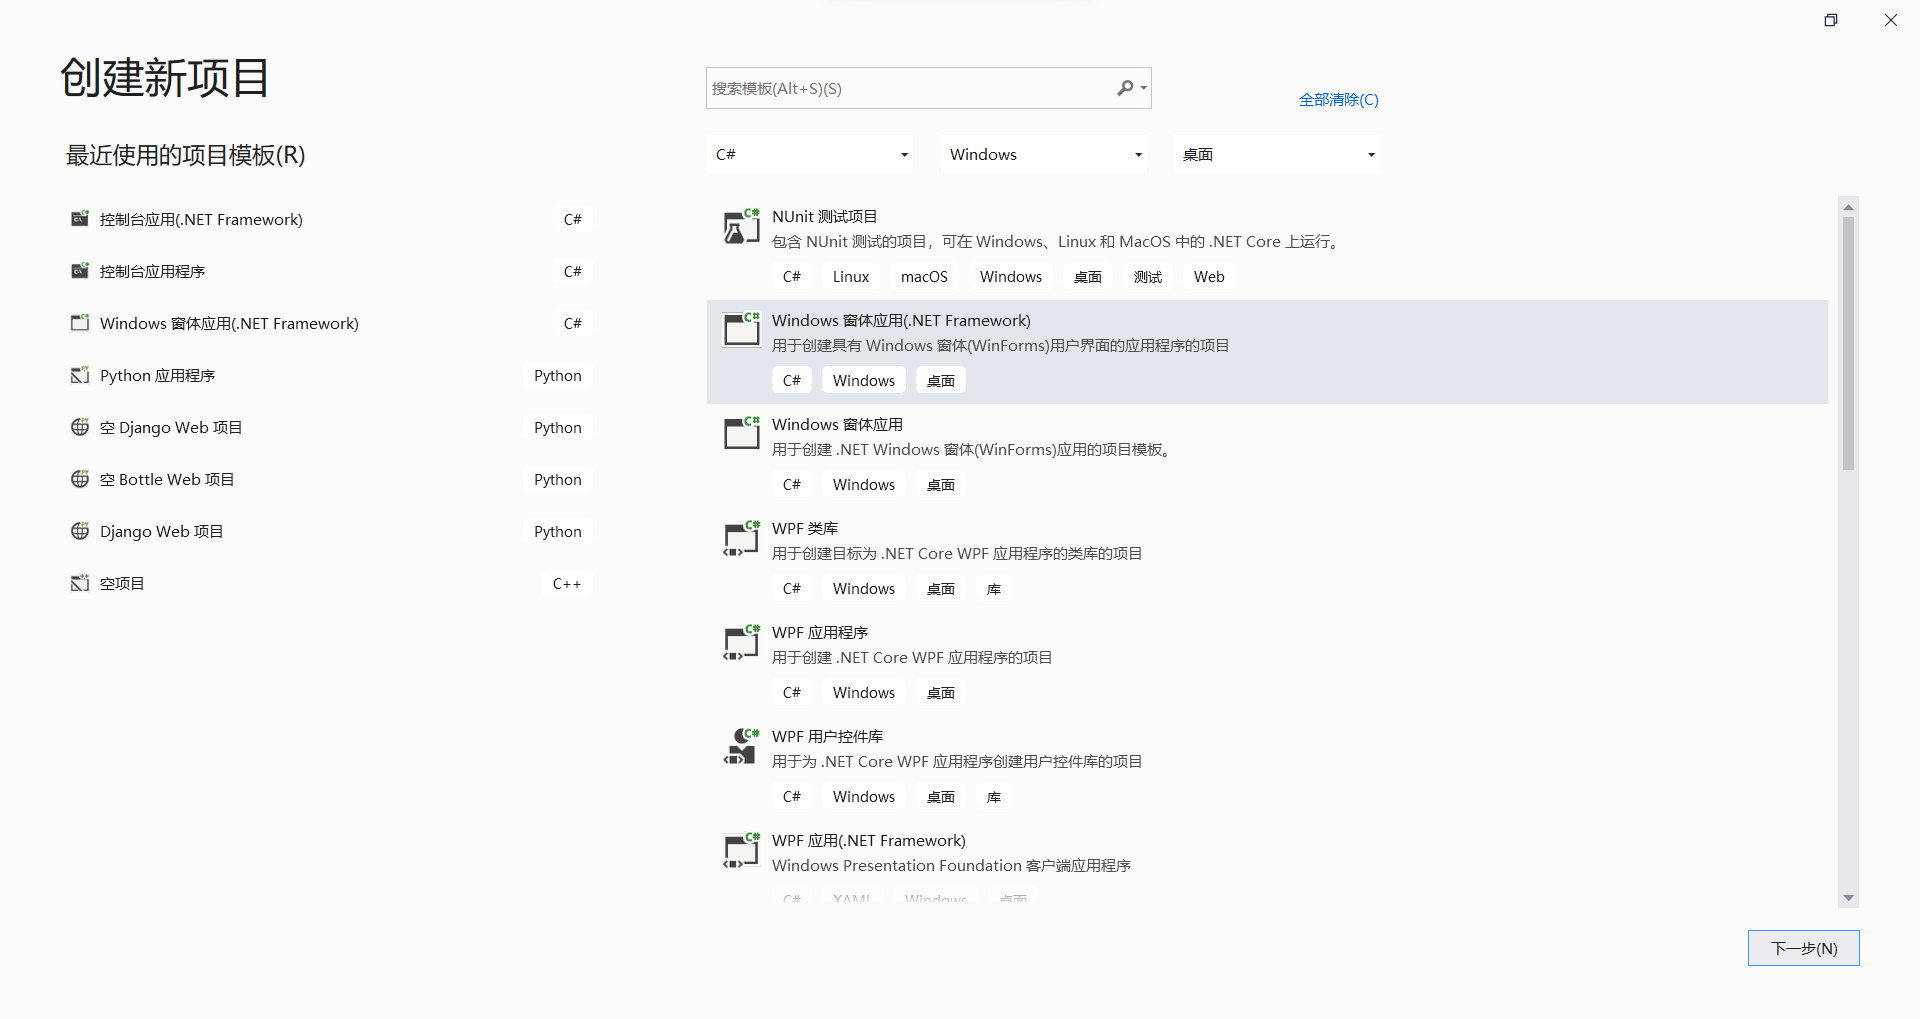 创建新项目
搜索模板(Alt+S)(S)
全部清除(C)
最近使用的项目模板(R)
C#
Windows
桌面
控制台应用(.NET Framework)
C#
控制台应用程序
C#
Windows 窗体应用(.NET Framework)
C#
Python 应用程序
Python
空 Django Web 项目
Python
空 Bottle Web 项目
Python
Django Web 项目
Python
空项目
C++
NUnit 测试项目
包含 NUnit 测试的项目，可在 Windows、Linux 和 MacOS 中的 .NET Core 上运行。
C# Linux macOS Windows 桌面 测试 Web
Windows 窗体应用(.NET Framework)
用于创建具有 Windows 窗体(WinForms)用户界面的应用程序的项目
C# Windows 桌面
Windows 窗体应用
用于创建 .NET Windows 窗体(WinForms)应用的项目模板。
C# Windows 桌面
WPF 类库
用于创建目标为 .NET Core WPF 应用程序的类库的项目
C# Windows 桌面 库
WPF 应用程序
用于创建 .NET Core WPF 应用程序的项目
C# Windows 桌面
WPF 用户控件库
用于为 .NET Core WPF 应用程序创建用户控件库的项目
C# Windows 桌面 库
WPF 应用(.NET Framework)
Windows Presentation Foundation 客户端应用程序
C# XAML Windows 桌面
下一步(N)